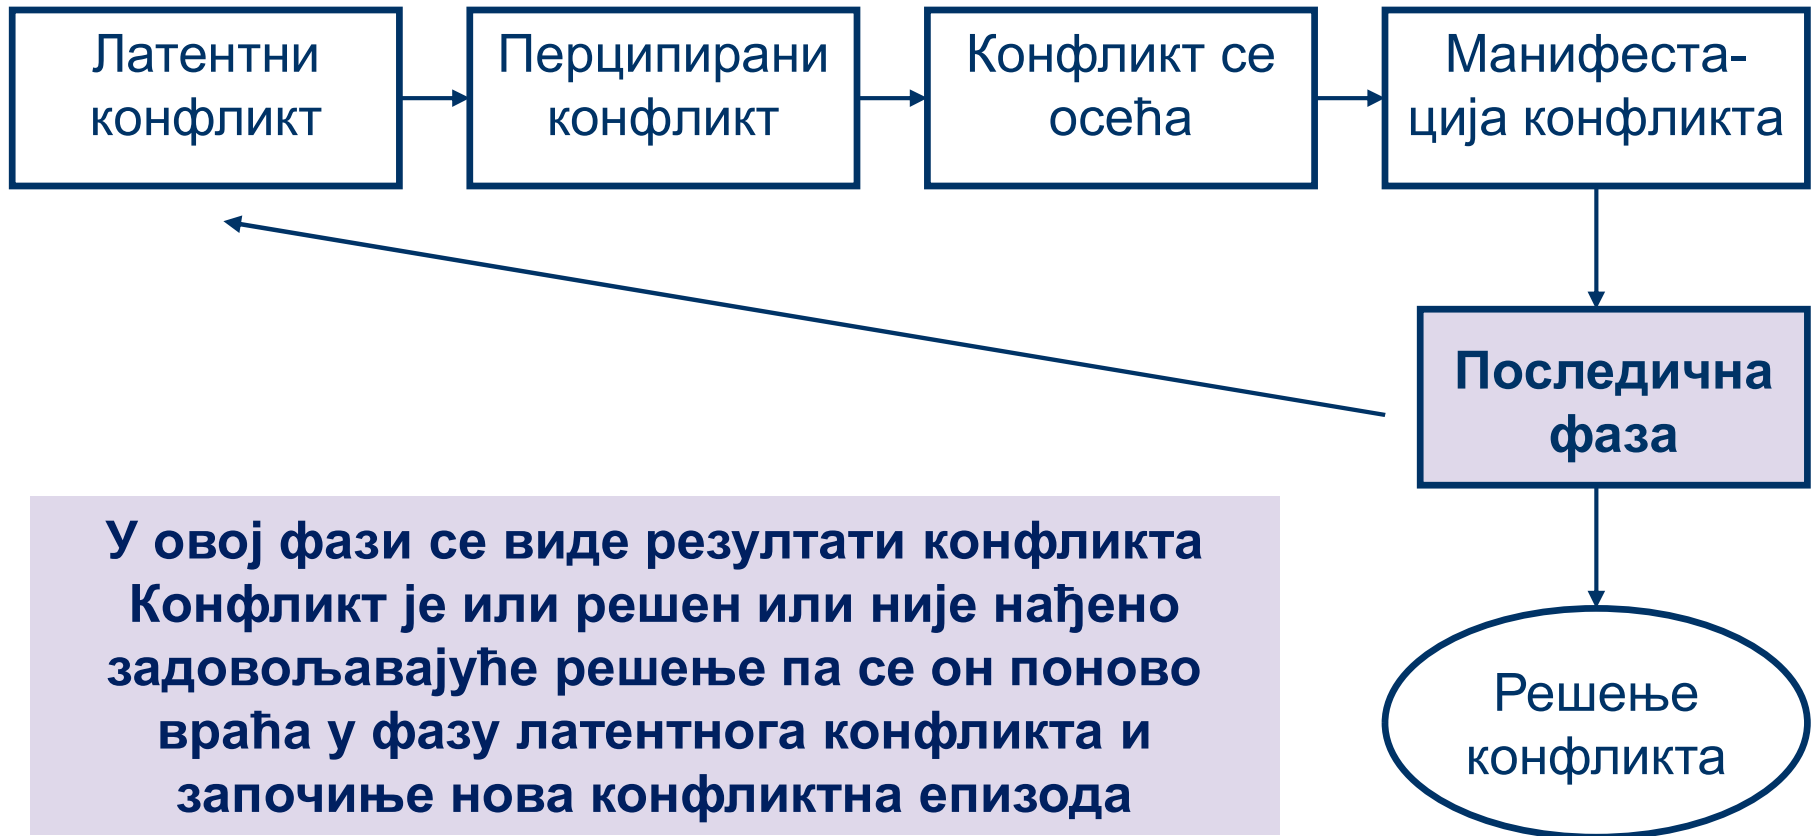 Латентни
конфликт
Перципирани
конфликт
Конфликт се
осећа
Манифеста-
ција конфликта
Последична
фаза
У овој фази се виде резултати конфликта
Конфликт је или решен или није нађено
задовољавајуће решење па се он поново
враћа у фазу латентнога конфликта и
започиње нова конфликтна епизода
Решење
конфликта